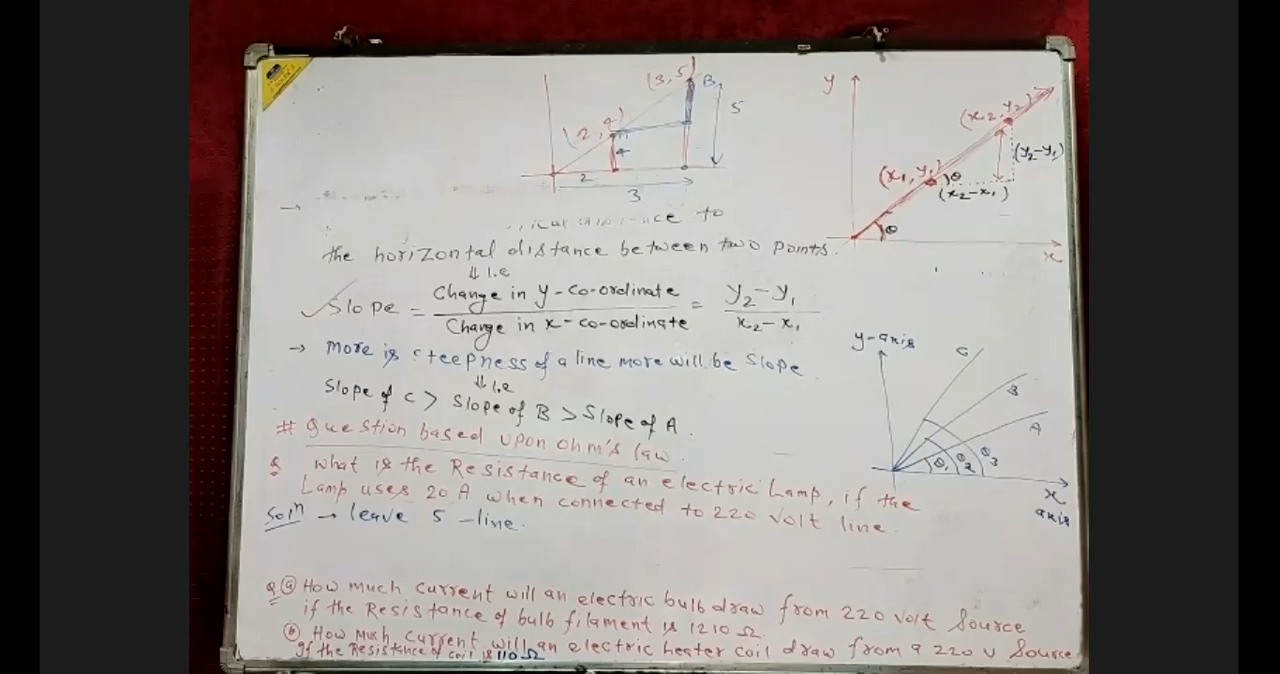 (3,5) B
(2,4)
5
4
2
3
y
(x2,y2)
(y2-y1)
(x1,y1)
θ
(x2-x1)
θ
x
→
to
the horizontal distance between two points.
⇓ i.e
Slope = Change in y-co-ordinate / Change in x-co-ordinate = y2-y1 / x2-x1
→ More is steepness of a line more will be slope
⇓ i.e
Slope of C > Slope of B > Slope of A.
y-axis
C
B
A
θ1 θ2 θ3
x
axis
# Question based upon ohm's law.
Q What is the Resistance of an electric Lamp, if the
Lamp uses 20 A when connected to 220 volt line.
Soln → leave 5-line.
Q (a) How much current will an electric bulb draw from 220 volt Source
if the Resistance of bulb filament is 1210 Ω.
(b) How much current will an electric heater coil draw from a 220 V Source
If the Resistance of coil is 110 Ω